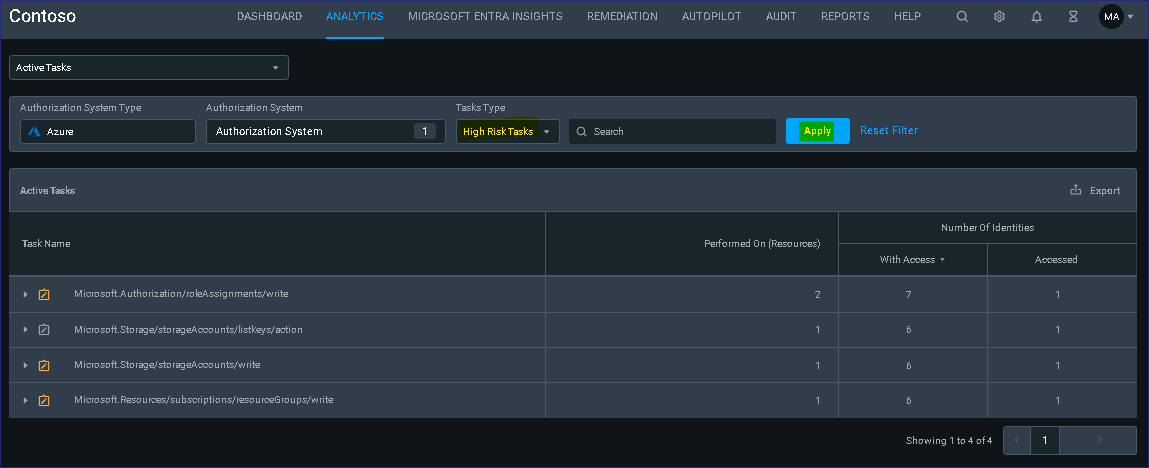 Contoso
DASHBOARD ANALYTICS MICROSOFT ENTRA INSIGHTS REMEDIATION AUTOPILOT AUDIT REPORTS HELP MA
Active Tasks
Authorization System Type Authorization System Tasks Type
Azure Authorization System 1 High Risk Tasks Search Apply Reset Filter
Active Tasks Export
Number Of Identities
Task Name Performed On (Resources)
With Access Accessed
Microsoft.Authorization/roleAssignments/write 2 7 1
Microsoft.Storage/storageAccounts/listkeys/action 1 6 1
Microsoft.Storage/storageAccounts/write 1 6 1
Microsoft.Resources/subscriptions/resourceGroups/write 1 6 1
Showing 1 to 4 of 4 1